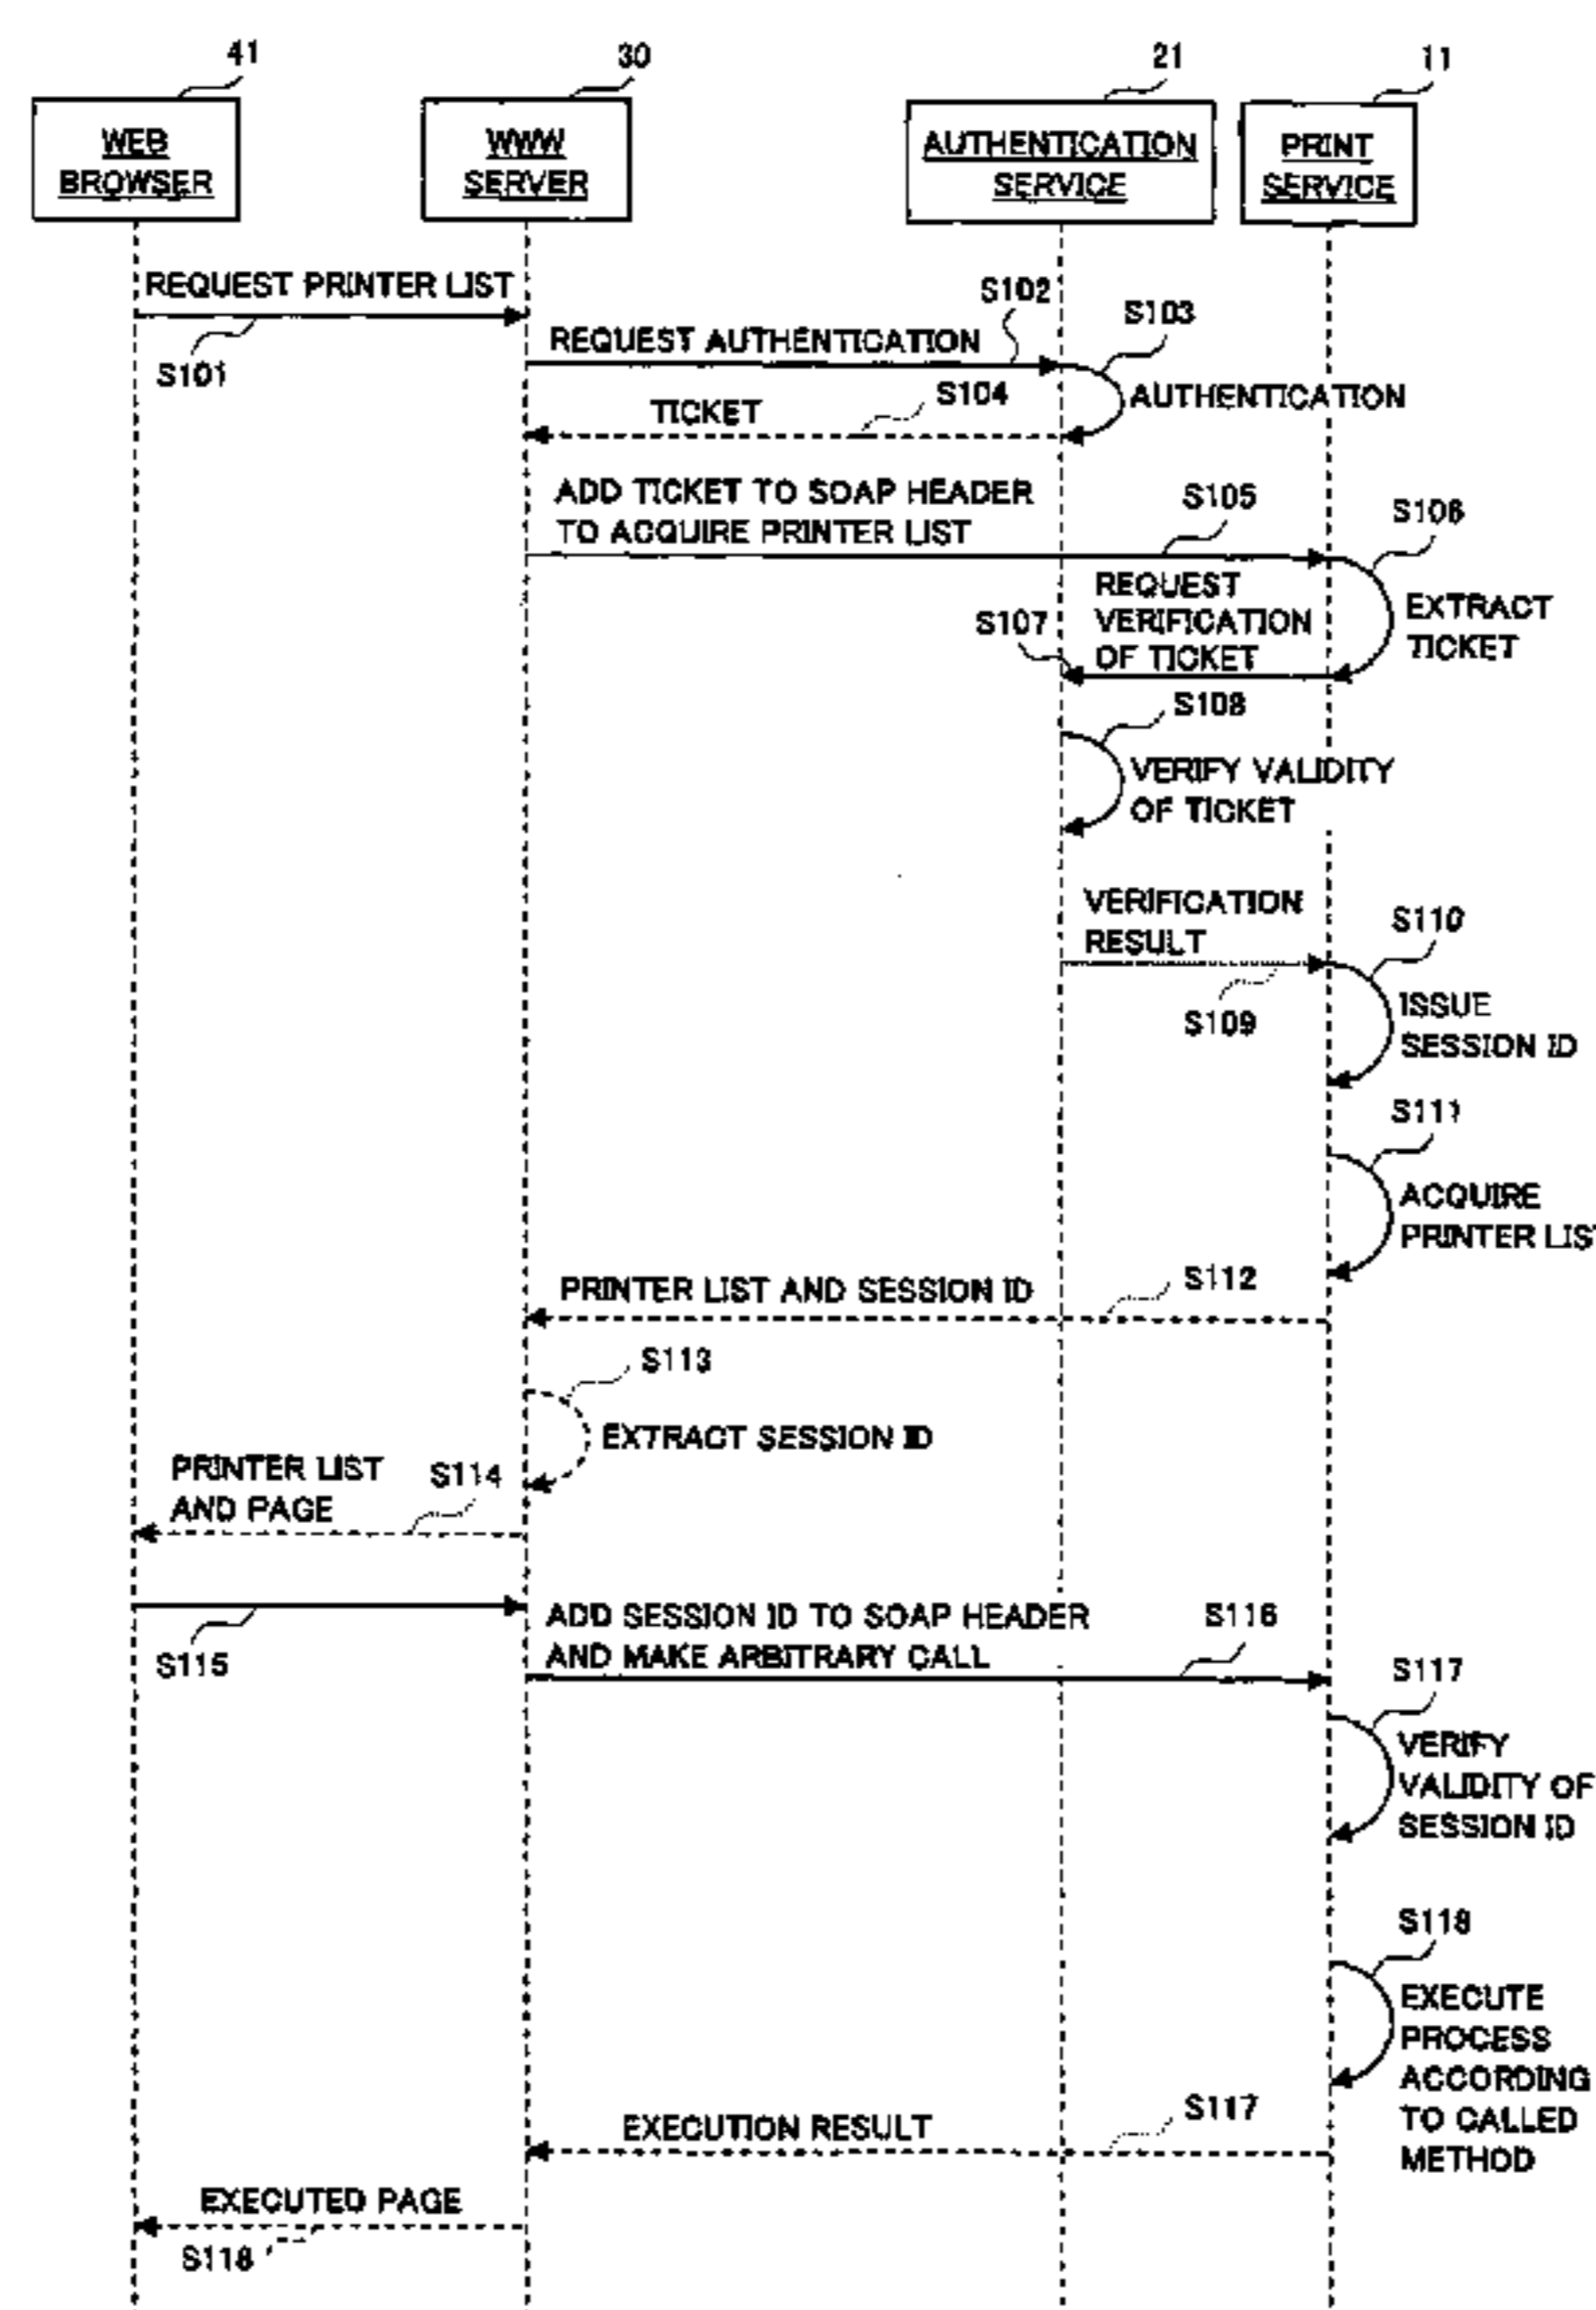 41
30
21
11
WEB
BROWSER
WWW
SERVER
AUTHENTICATION
SERVICE
PRINT
SERVICE
REQUEST PRINTER LIST
S101
REQUEST AUTHENTICATION
S102
S103
AUTHENTICATION
TICKET
S104
ADD TICKET TO SOAP HEADER
TO ACQUIRE PRINTER LIST
S105
S106
EXTRACT
TICKET
REQUEST
VERIFICATION
OF TICKET
S107
S108
VERIFY VALIDITY
OF TICKET
VERIFICATION
RESULT
S109
S110
ISSUE
SESSION ID
S111
ACQUIRE
PRINTER LIST
PRINTER LIST AND SESSION ID
S112
S113
EXTRACT SESSION ID
PRINTER LIST
AND PAGE
S114
S115
ADD SESSION ID TO SOAP HEADER
AND MAKE ARBITRARY CALL
S116
S117
VERIFY
VALIDITY OF
SESSION ID
S118
EXECUTE
PROCESS
ACCORDING
TO CALLED
METHOD
EXECUTION RESULT
S117
EXECUTED PAGE
S118